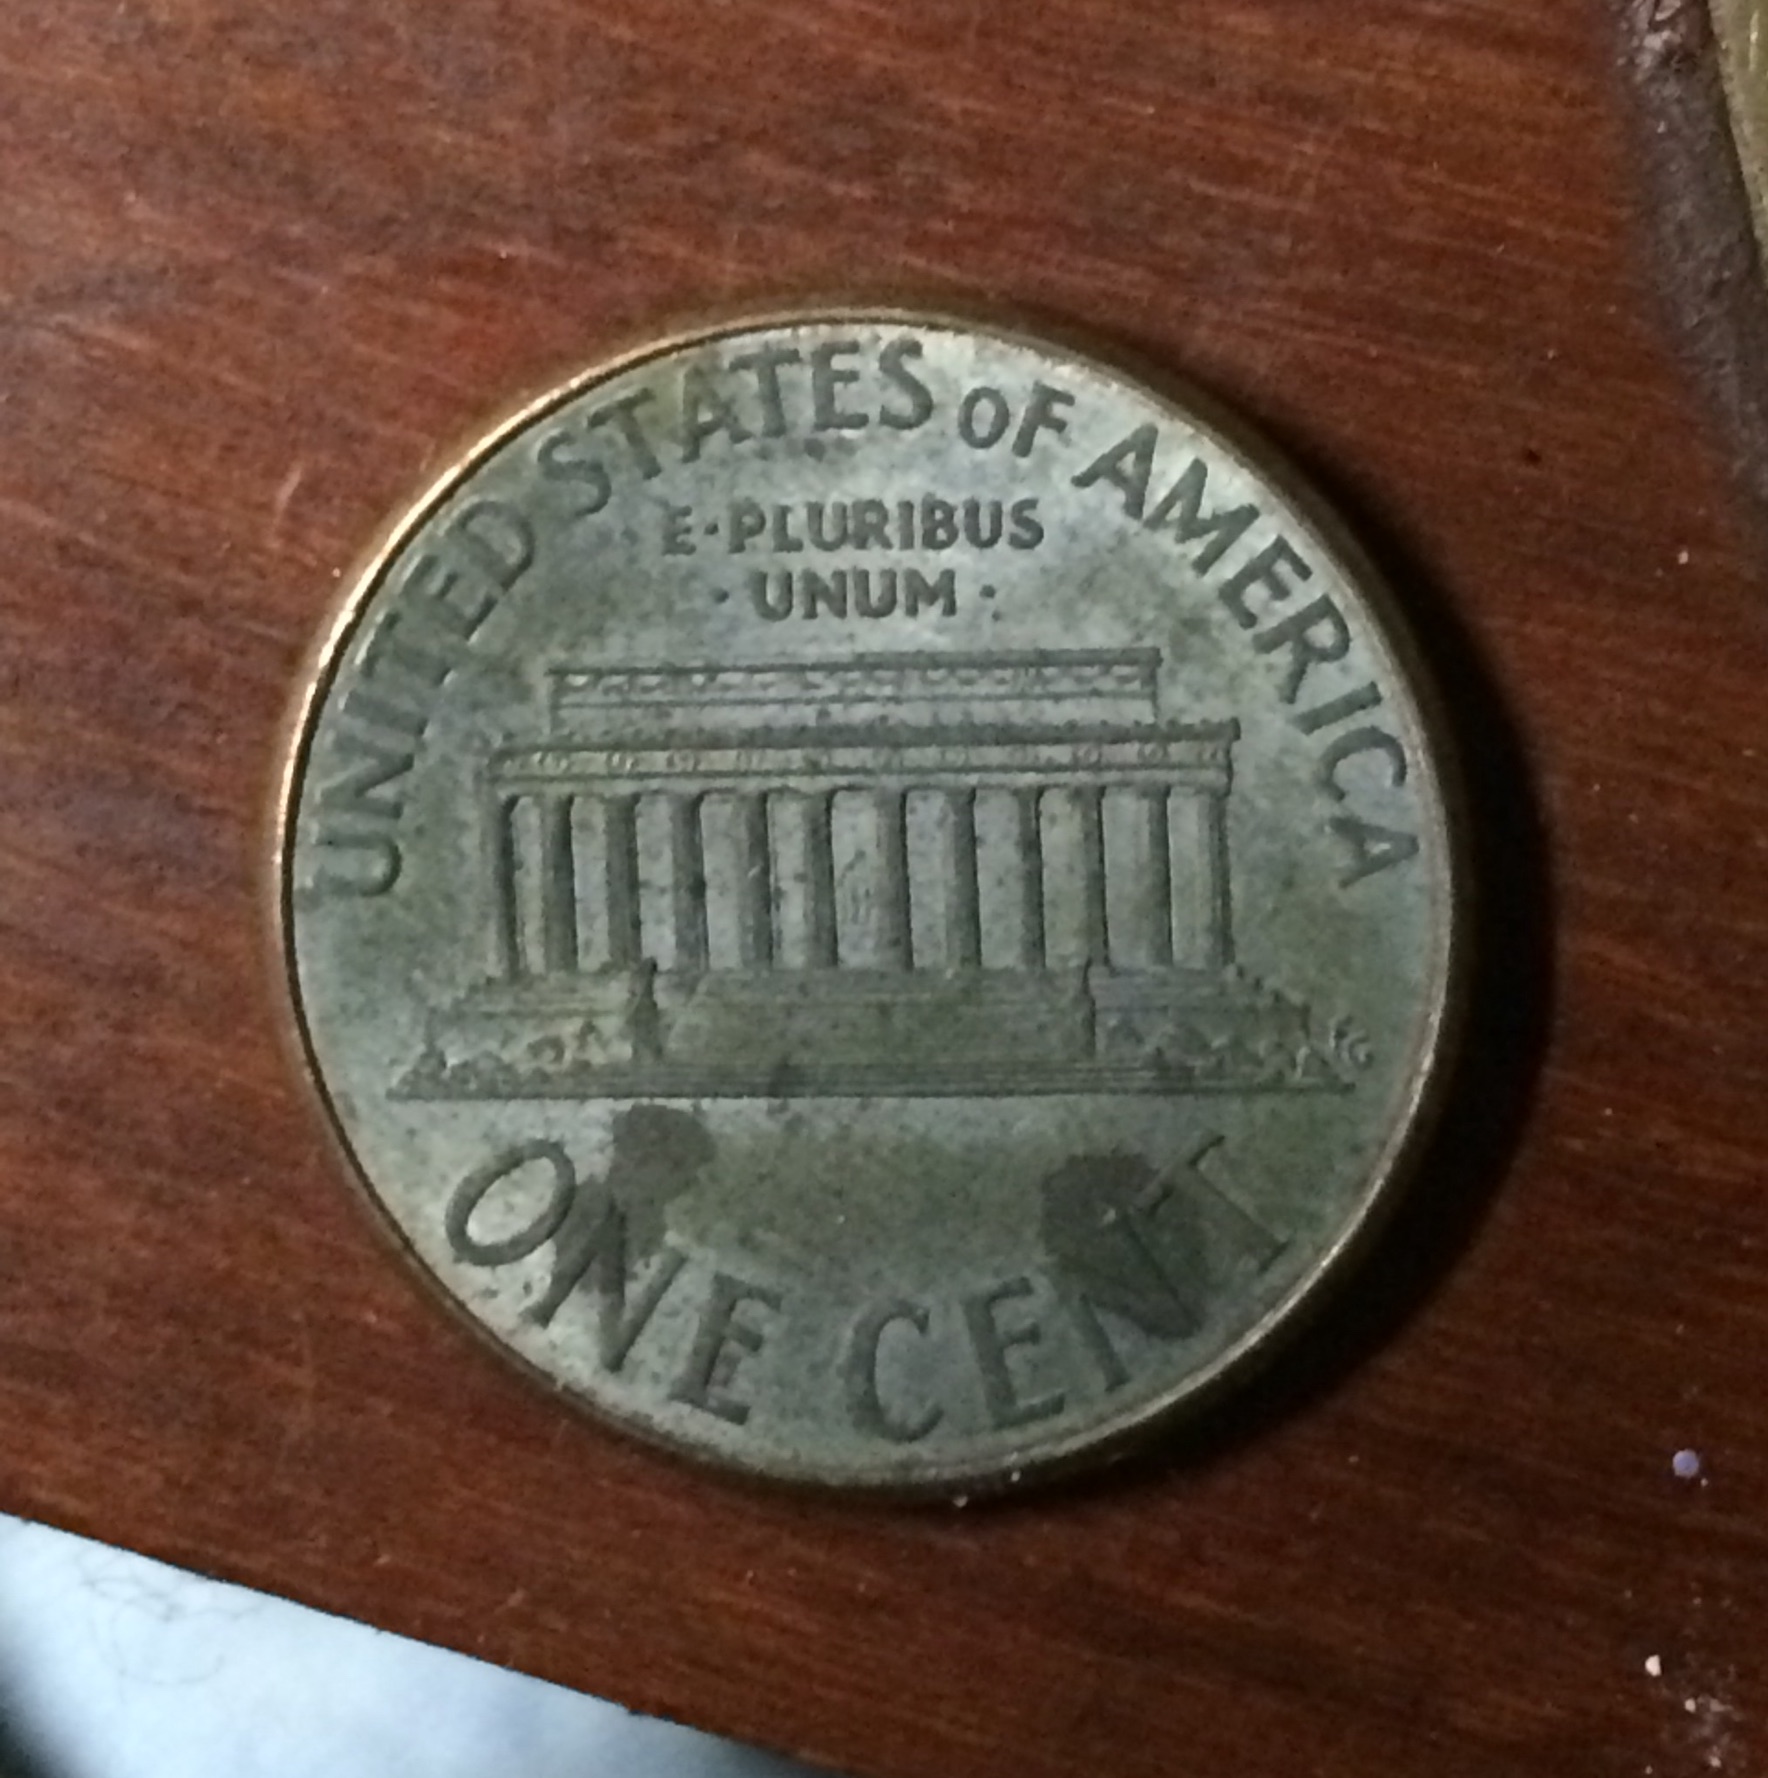 UNITED STATES OF AMERICA
E·PLURIBUS
·UNUM·
ONE CENT